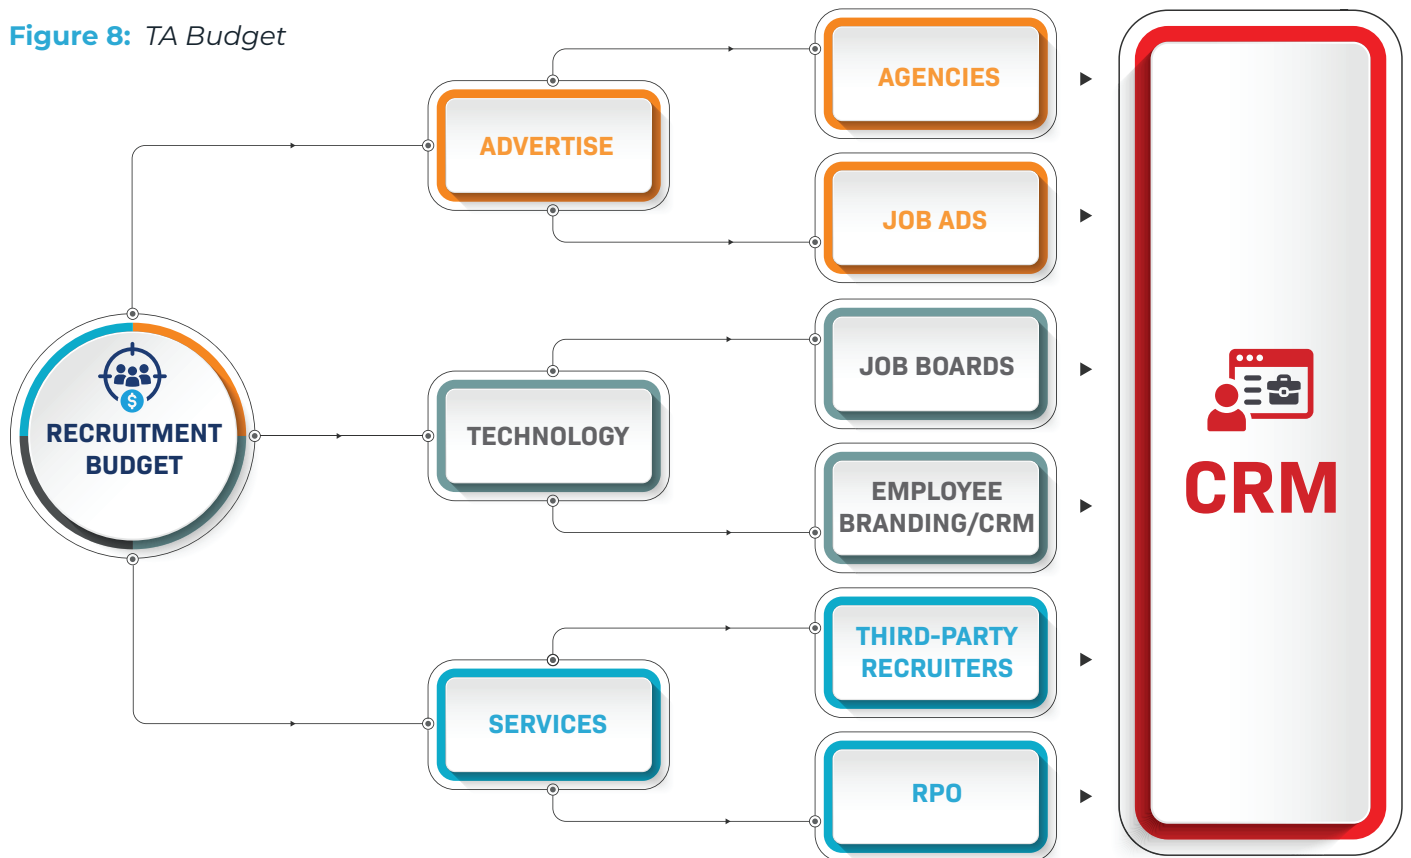 Figure 8: TA Budget
AGENCIES
ADVERTISE
JOB ADS
JOB BOARDS
RECRUITMENT
BUDGET
$
TECHNOLOGY
EMPLOYEE
BRANDING/CRM
THIRD-PARTY
RECRUITERS
SERVICES
RPO
CRM